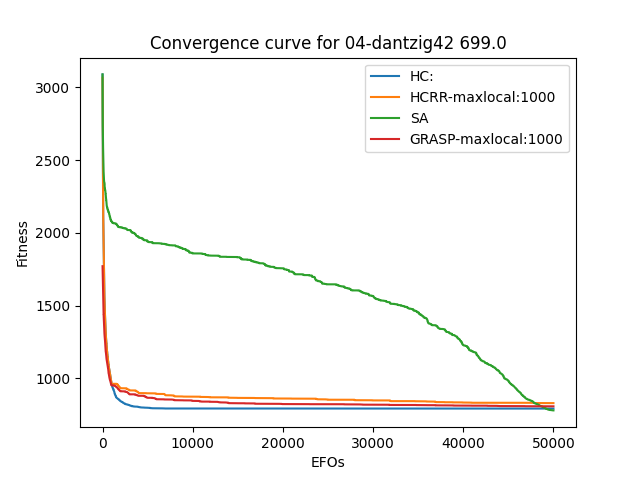 Convergence curve for 04-dantzig42 699.0
HC:
HCRR-maxlocal:1000
SA
GRASP-maxlocal:1000
Fitness
3000
2500
2000
1500
1000
0 10000 20000 30000 40000 50000
EFOs